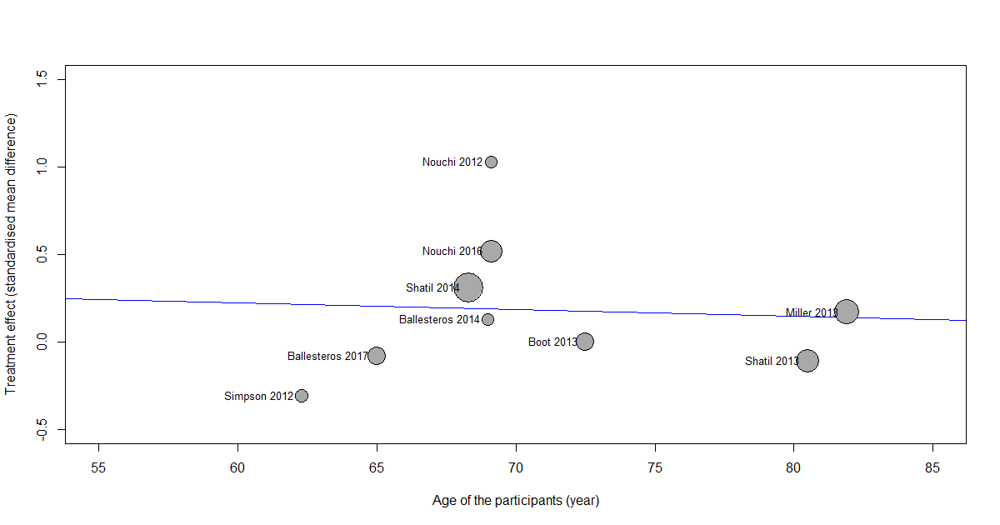 Treatment effect (standardised mean difference)
1.5
1.0
0.5
0.0
-0.5
Nouchi 2012
Nouchi 2016
Shatil 2014
Ballesteros 2014
Miller 2013
Boot 2013
Ballesteros 2017
Shatil 2013
Simpson 2012
55 60 65 70 75 80 85
Age of the participants (year)